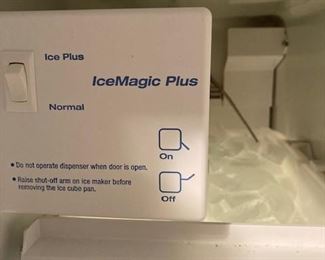 Ice Plus
IceMagic Plus
Normal
On
• Do not operate dispenser when door is open.
• Raise shut-off arm on ice maker before
removing the ice cube pan.
Off